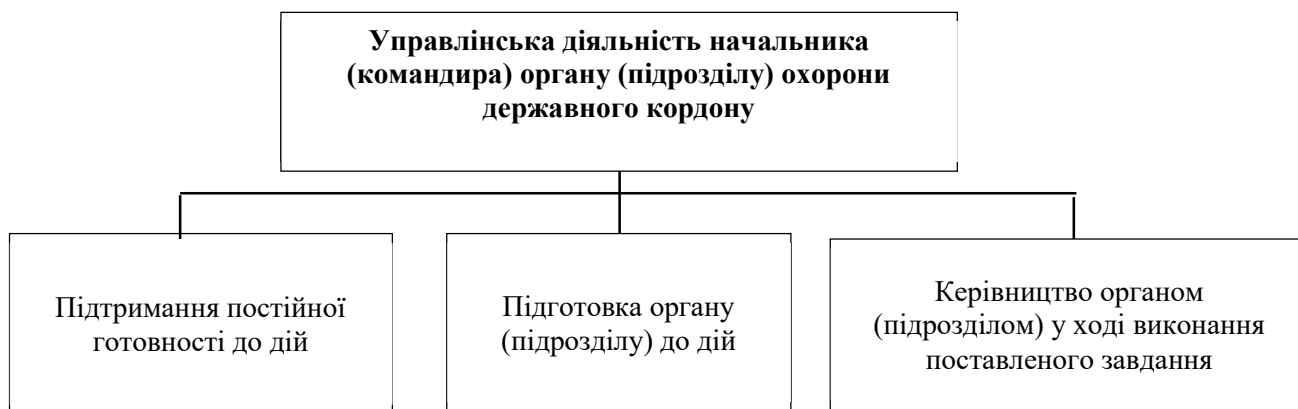 Управлінська діяльність начальника
(командира) органу (підрозділу) охорони
державного кордону
Підтримання постійної
готовності до дій
Підготовка органу
(підрозділу) до дій
Керівництво органом
(підрозділом) у ході виконання
поставленого завдання